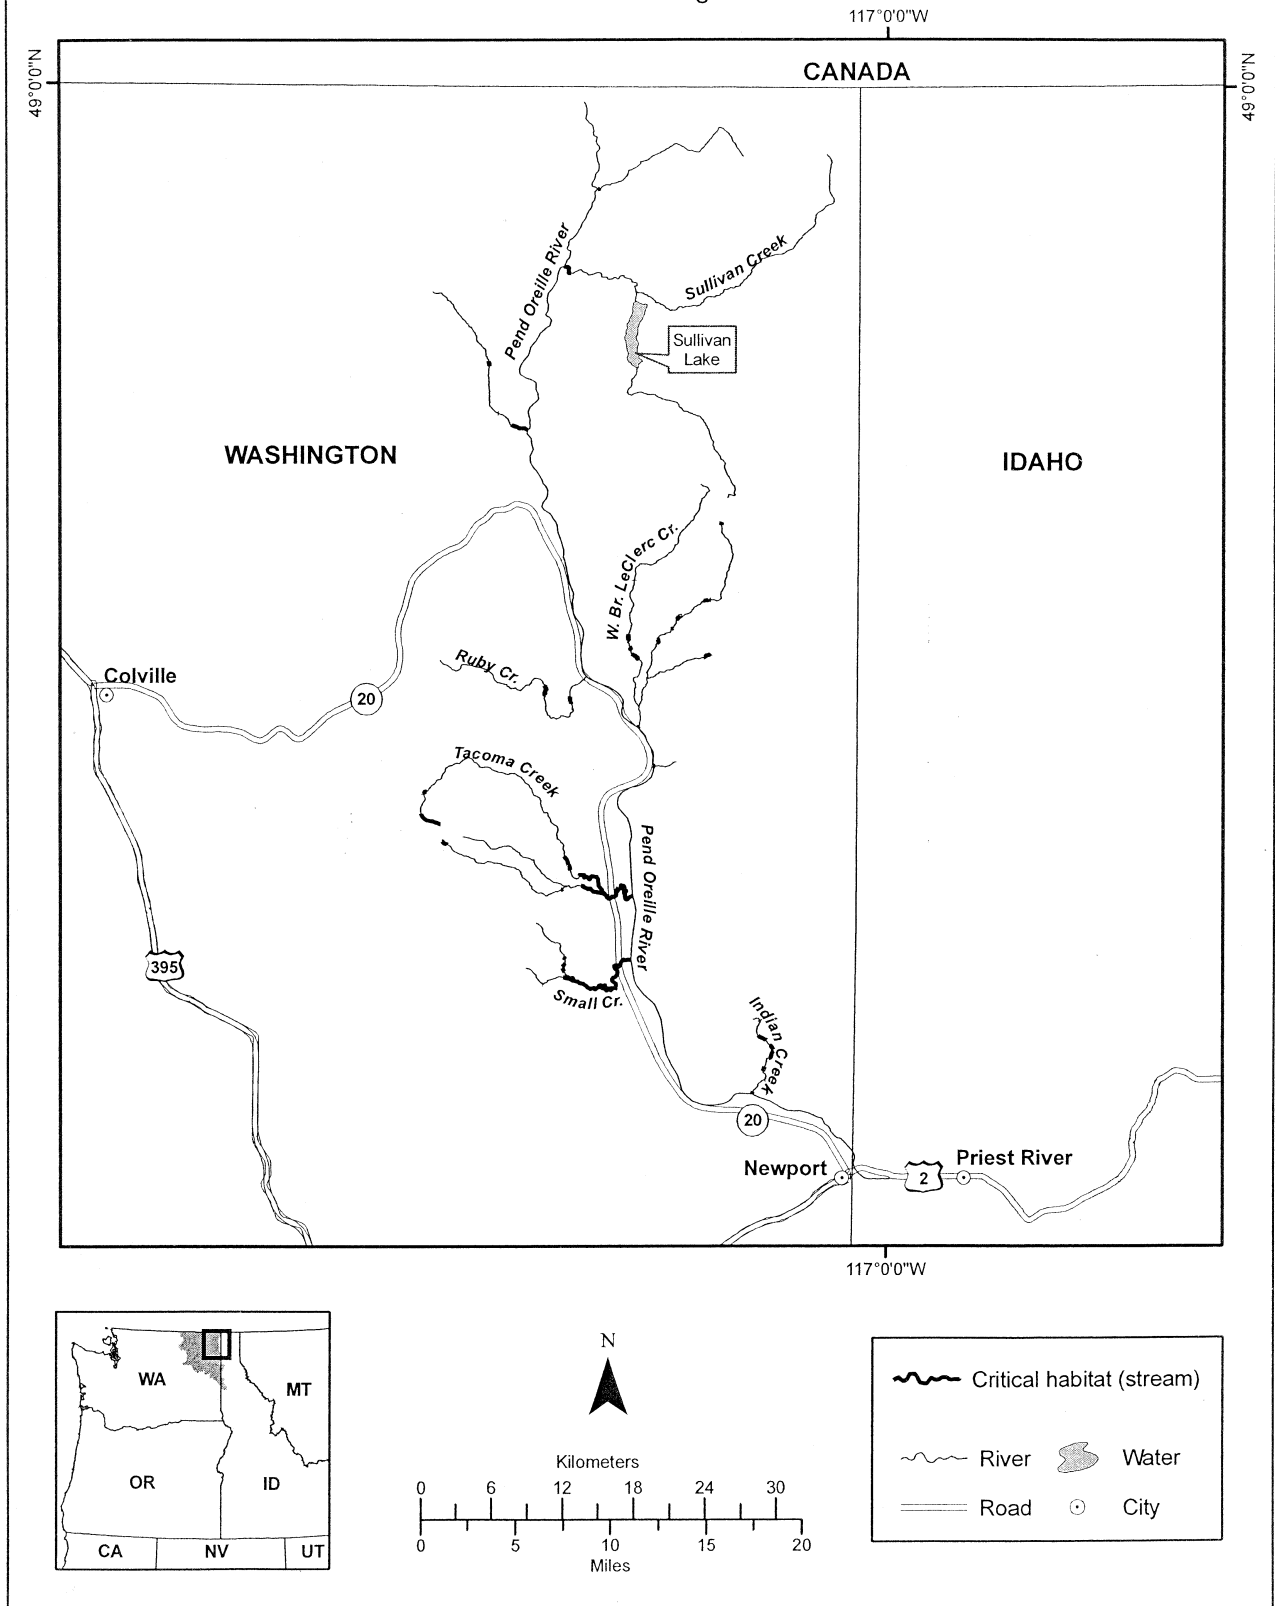 117°0'0"W
49°0'0"N
49°0'0"N
CANADA
Pend Oreille River
Sullivan Creek
Sullivan
Lake
WASHINGTON
IDAHO
W. Br. LeClerc Cr.
Ruby Cr.
Colville
20
Tacoma Creek
Pend Oreille River
395
Small Cr.
Indian Creek
20
Newport
2
Priest River
117°0'0"W
WA
MT
OR
ID
CA
NV
UT
N
Kilometers
0 6 12 18 24 30
0 5 10 15 20
Miles
Critical habitat (stream)
River
Water
Road
City